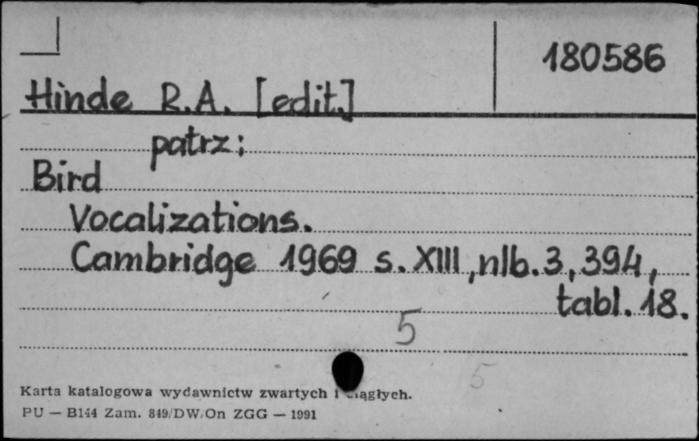 180586
Hinde R.A. [edit.]
patrz:
Bird
Vocalizations.
Cambridge 1969 s. XIII, nlb. 3, 394,
tabl. 18.
5
5
Karta katalogowa wydawnictw zwartych i ciągłych.
PU — B144 Zam. 849/DW/On ZGG — 1991